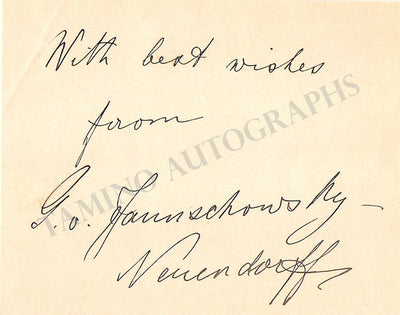 With best wishes
from
G. v. Januschowsky-
Neuendorff
TAMINO AUTOGRAPHS